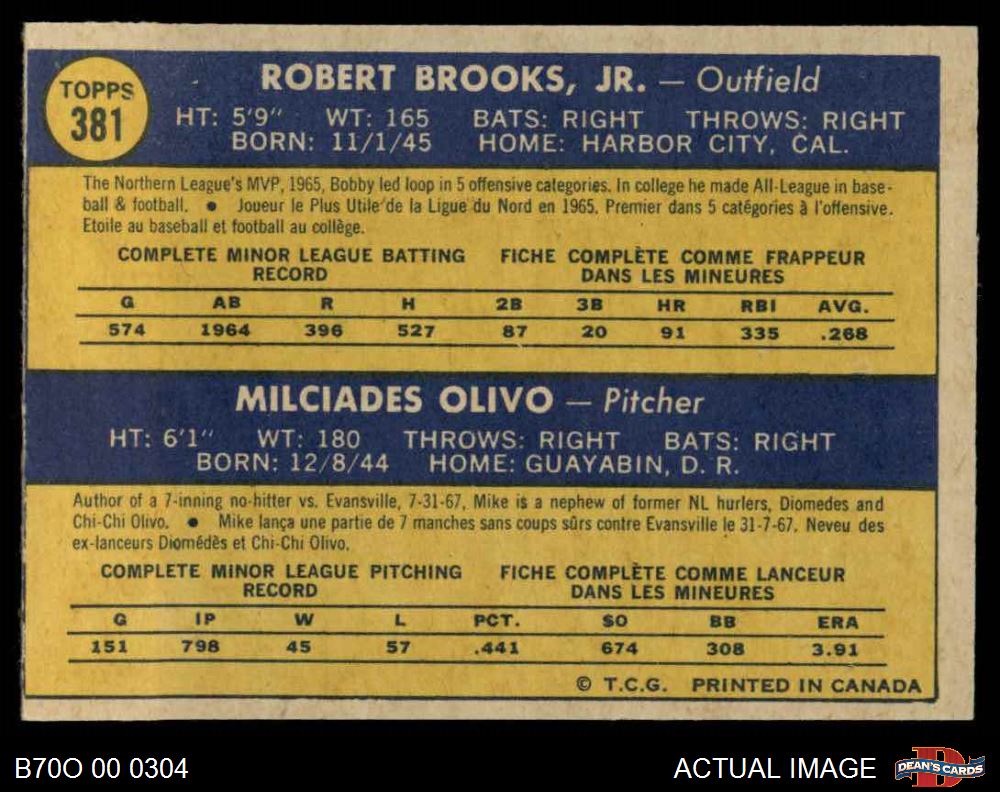 TOPPS
381
ROBERT BROOKS, JR. — Outfield
HT: 5'9" WT: 165 BATS: RIGHT THROWS: RIGHT
BORN: 11/1/45 HOME: HARBOR CITY, CAL.
The Northern League's MVP, 1965, Bobby led loop in 5 offensive categories. In college he made All-League in base-
ball & football. ● Joueur le Plus Utile de la Ligue du Nord en 1965. Premier dans 5 catégories à l'offensive.
Etoile au baseball et football au collège.
COMPLETE MINOR LEAGUE BATTING FICHE COMPLÈTE COMME FRAPPEUR
RECORD DANS LES MINEURES
G AB R H 2B 3B HR RBI AVG.
574 1964 396 527 87 20 91 335 .268
MILCIADES OLIVO — Pitcher
HT: 6'1" WT: 180 THROWS: RIGHT BATS: RIGHT
BORN: 12/8/44 HOME: GUAYABIN, D. R.
Author of a 7-inning no-hitter vs. Evansville, 7-31-67, Mike is a nephew of former NL hurlers, Diomedes and
Chi-Chi Olivo. ● Mike lança une partie de 7 manches sans coups sûrs contre Evansville le 31-7-67. Neveu des
ex-lanceurs Diomédès et Chi-Chi Olivo.
COMPLETE MINOR LEAGUE PITCHING FICHE COMPLÈTE COMME LANCEUR
RECORD DANS LES MINEURES
G IP W L PCT. SO BB ERA
151 798 45 57 .441 674 308 3.91
© T.C.G. PRINTED IN CANADA
B70O 00 0304 ACTUAL IMAGE DEAN'S CARDS